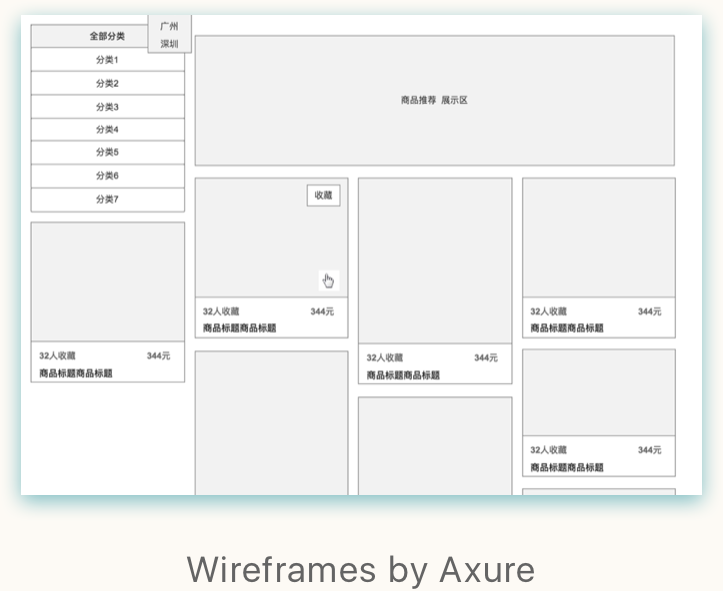 广州
深圳
全部分类
分类1
分类2
分类3
分类4
分类5
分类6
分类7
商品推荐 展示区
收藏
32人收藏 344元
商品标题商品标题
32人收藏 344元
商品标题商品标题
32人收藏 344元
商品标题商品标题
32人收藏 344元
商品标题商品标题
32人收藏 344元
商品标题商品标题
Wireframes by Axure